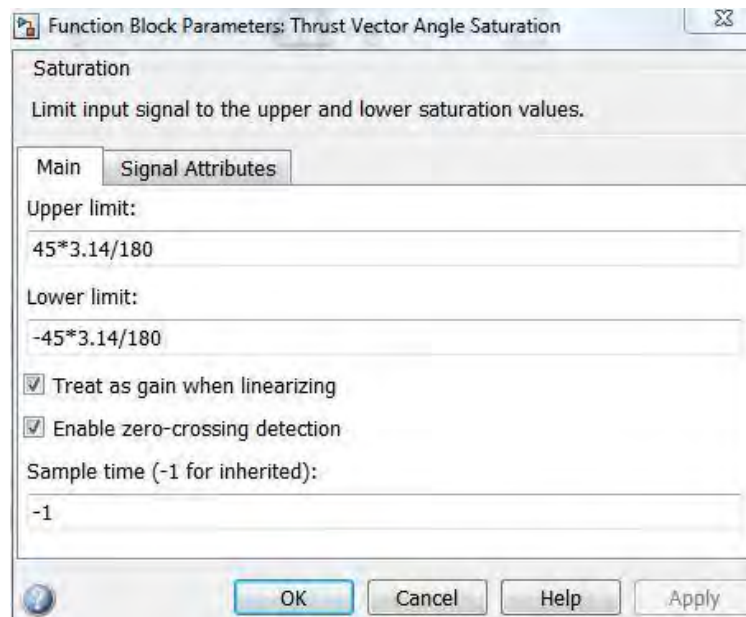 Function Block Parameters: Thrust Vector Angle Saturation
Saturation
Limit input signal to the upper and lower saturation values.
Main Signal Attributes
Upper limit:
45*3.14/180
Lower limit:
-45*3.14/180
Treat as gain when linearizing
Enable zero-crossing detection
Sample time (-1 for inherited):
-1
? OK Cancel Help Apply